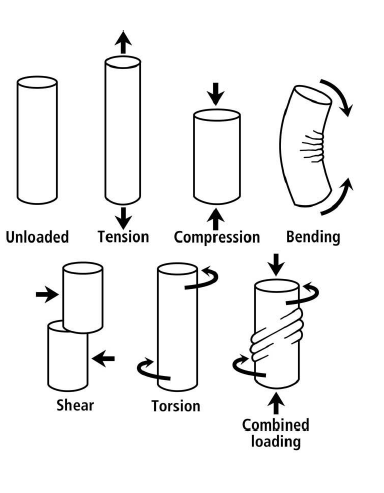 Unloaded
Tension
Compression
Bending
Shear
Torsion
Combined
loading